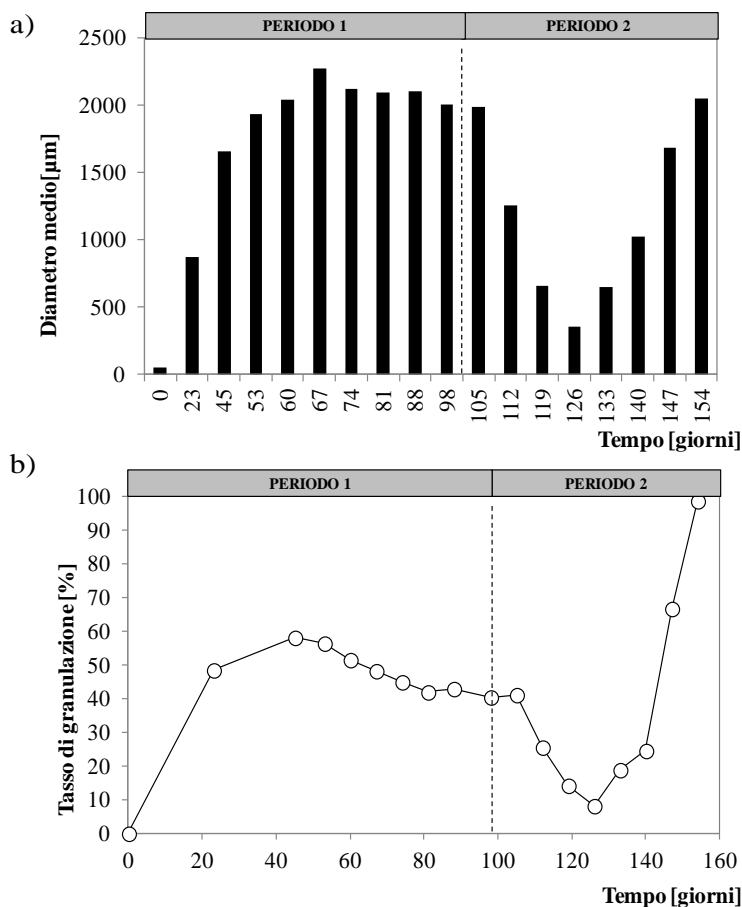 a)
PERIODO 1 PERIODO 2
2500
2000
1500
1000
500
0
Diametro medio[µm]
0 23 45 53 60 67 74 81 88 98 105 112 119 126 133 140 147 154
Tempo [giorni]
b)
PERIODO 1 PERIODO 2
100
90
80
70
60
50
40
30
20
10
0
Tasso di granulazione [%]
0 20 40 60 80 100 120 140 160
Tempo [giorni]